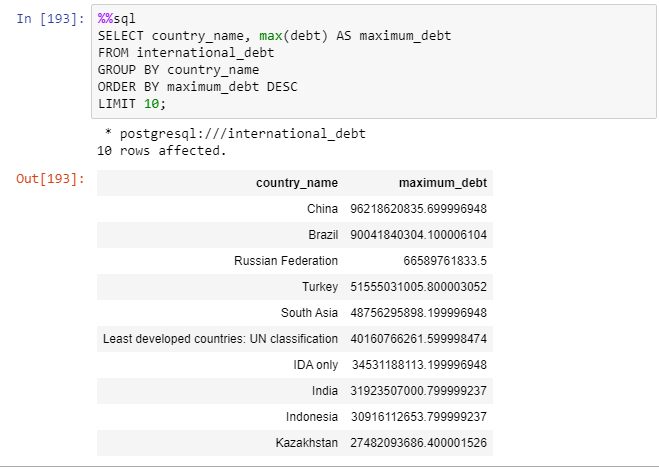 In [193]: %%sql
SELECT country_name, max(debt) AS maximum_debt
FROM international_debt
GROUP BY country_name
ORDER BY maximum_debt DESC
LIMIT 10;
* postgresql:///international_debt
10 rows affected.
Out[193]: country_name maximum_debt
China 96218620835.699996948
Brazil 90041840304.100006104
Russian Federation 66589761833.5
Turkey 51555031005.800003052
South Asia 48756295898.199996948
Least developed countries: UN classification 40160766261.599998474
IDA only 34531188113.199996948
India 31923507000.799999237
Indonesia 30916112653.799999237
Kazakhstan 27482093686.400001526